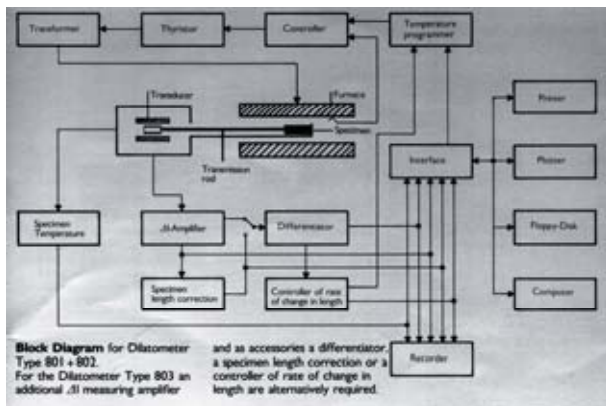 Transformer
Thyristor
Controller
Temperature
programmer
Transducer
Furnace
Specimen
Transmission
rod
Printer
Interface
Plotter
Specimen
Temperature
Δl-Amplifier
Differentiator
Floppy-Disk
Specimen
length correction
Controller of rate
of change in length
Computer
Recorder
Block Diagram for Dilatometer
Type 801 + 802.
For the Dilatometer Type 803 an
additional Δl measuring amplifier
and as accessories a differentiator,
a specimen length correction or a
controller of rate of change in
length are alternatively required.